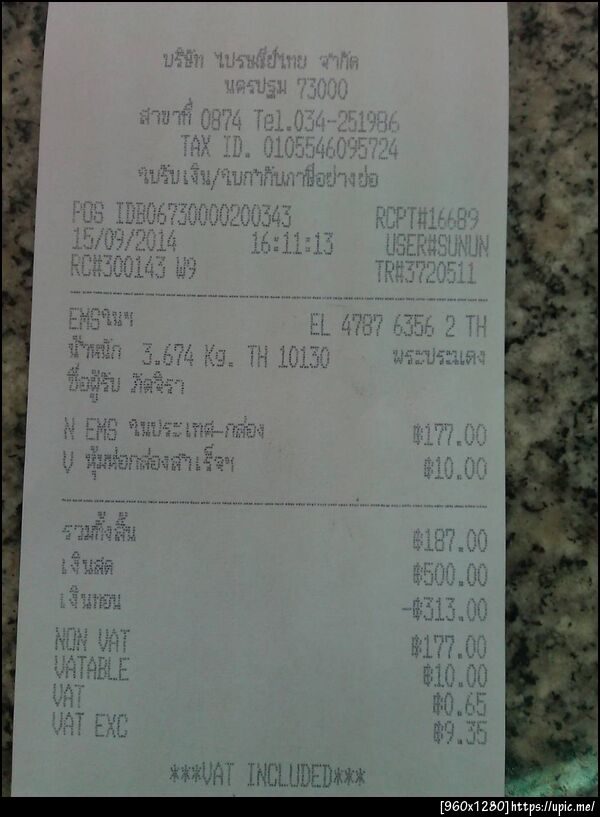 บริษัท ไปรษณีย์ไทย จำกัด
นครปฐม 73000
สาขาที่ 0874 Tel.034-251986
TAX ID. 0105546095724
ใบรับเงิน/ใบกำกับภาษีอย่างย่อ
POS IDB06730000200343 RCPT#16689
15/09/2014 16:11:13 USER#SUNUN
RC#300143 W9 TR#3720511
EMSในฯ EL 4787 6356 2 TH
น้ำหนัก 3.674 Kg. TH 10130 พระประแดง
ชื่อผู้รับ ภัดจิรา
N EMS ในประเทศ-กล่อง ฿177.00
V หุ้มห่อกล่องสำเร็จฯ ฿10.00
รวมทั้งสิ้น ฿187.00
เงินสด ฿500.00
เงินทอน -฿313.00
NON VAT ฿177.00
VATABLE ฿10.00
VAT ฿0.65
VAT EXC ฿9.35
***VAT INCLUDED***
[960x1280]https://upic.me/